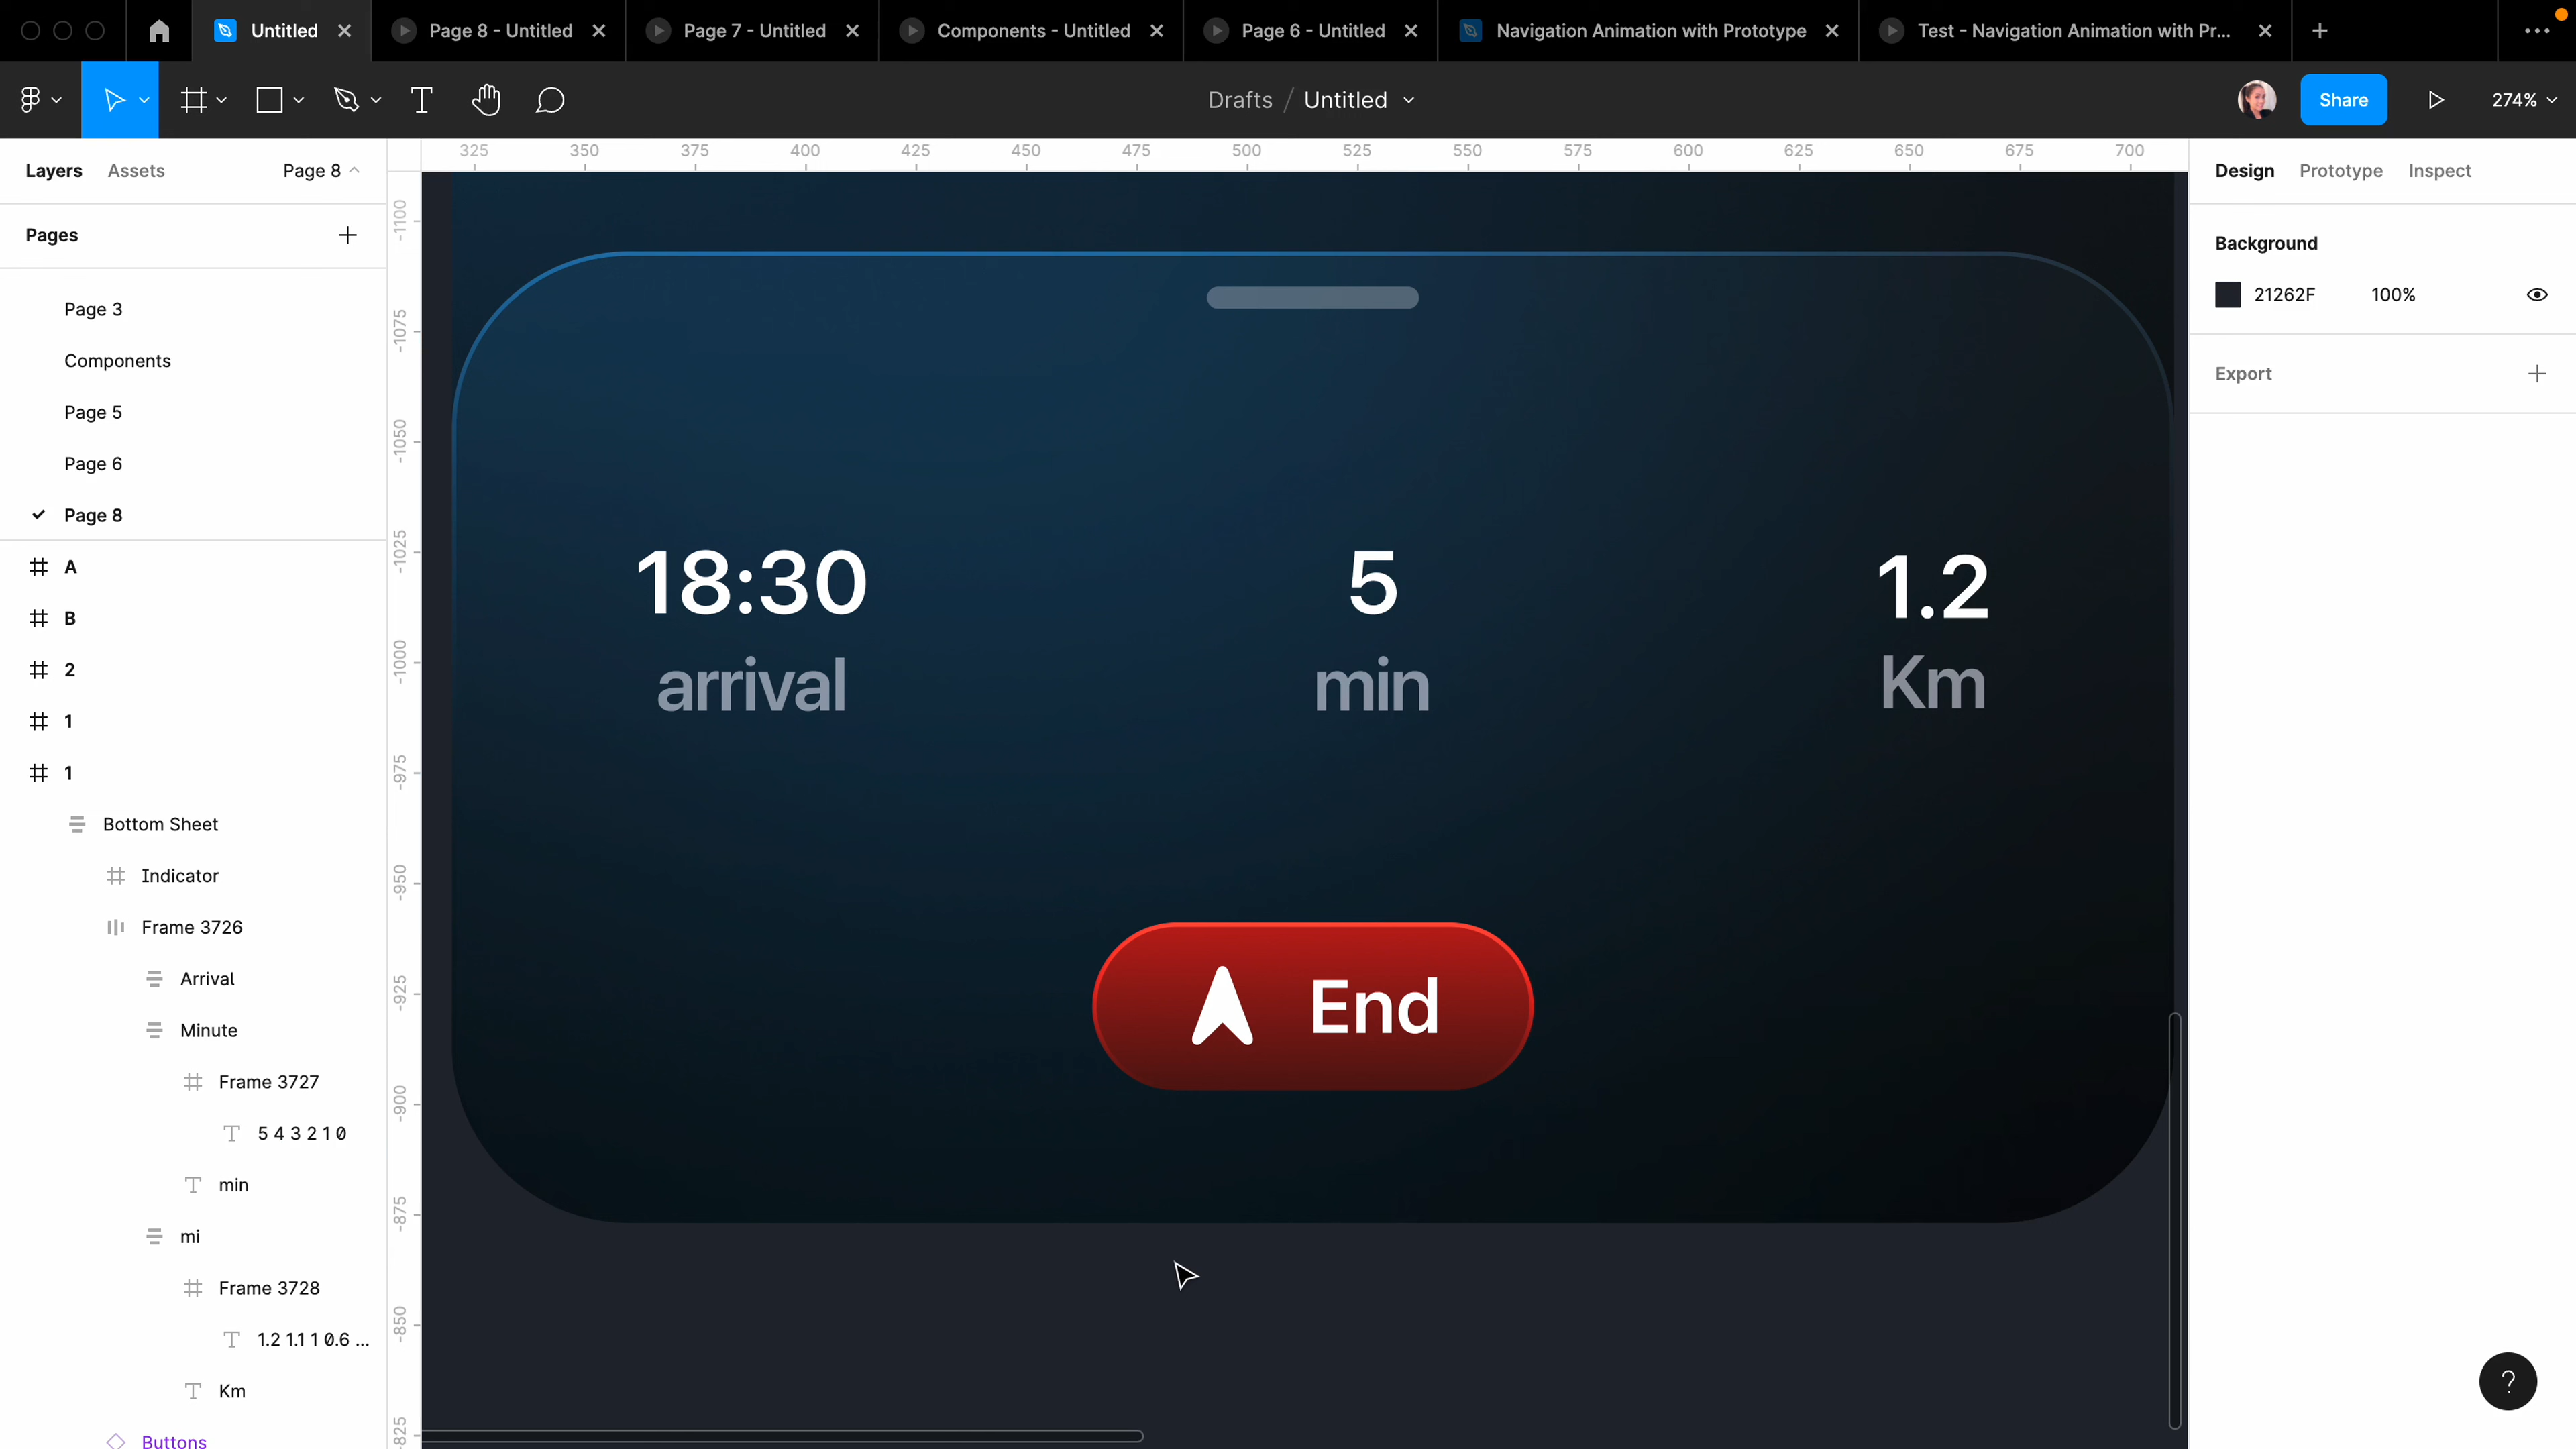 Untitled
Page 8 - Untitled
Page 7 - Untitled
Components - Untitled
Page 6 - Untitled
Navigation Animation with Prototype
Test - Navigation Animation with Pr...
Drafts / Untitled
Share
274%
Layers
Assets
Page 8
325 350 375 400 425 450 475 500 525 550 575 600 625 650 675 700
Design
Prototype
Inspect
Pages
Page 3
Components
Page 5
Page 6
Page 8
A
B
2
1
1
Bottom Sheet
Indicator
Frame 3726
Arrival
Minute
Frame 3727
5 4 3 2 1 0
min
mi
Frame 3728
1.2 1.1 1 0.6 ...
Km
Buttons
-1100
-1075
-1050
-1025
-1000
-975
-950
-925
-900
-875
-850
-825
18:30
arrival
5
min
1.2
Km
End
Background
21262F
100%
Export
?